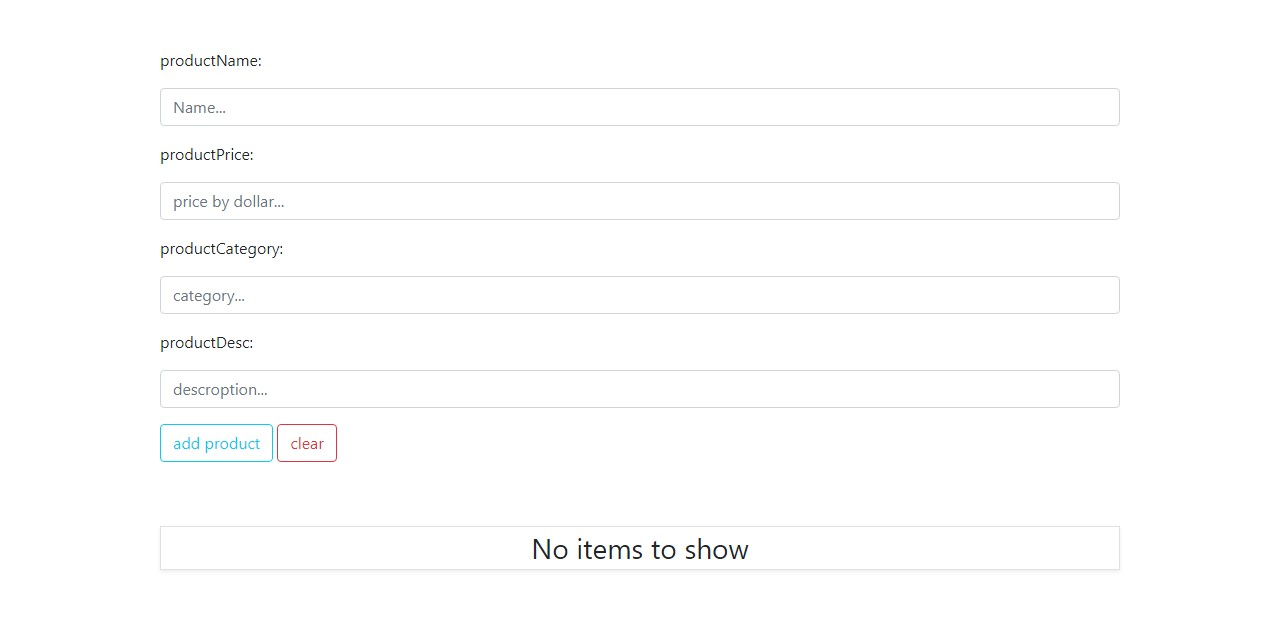 productName:
Name...
productPrice:
price by dollar...
productCategory:
category...
productDesc:
descroption...
add product clear
No items to show